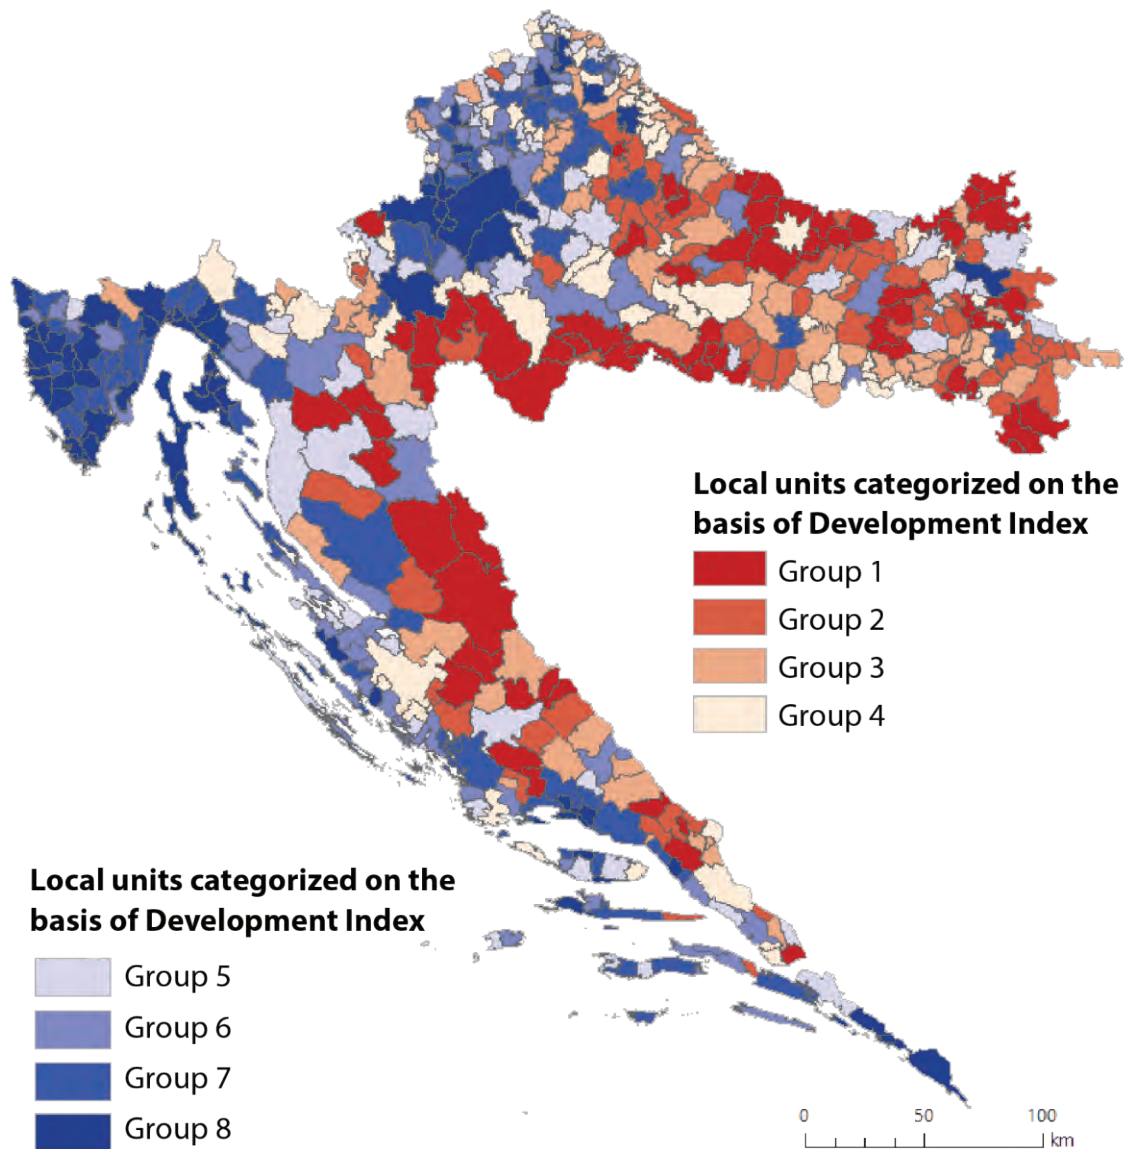 Local units categorized on the
basis of Development Index
Group 1
Group 2
Group 3
Group 4
Local units categorized on the
basis of Development Index
Group 5
Group 6
Group 7
Group 8
0 50 100
km